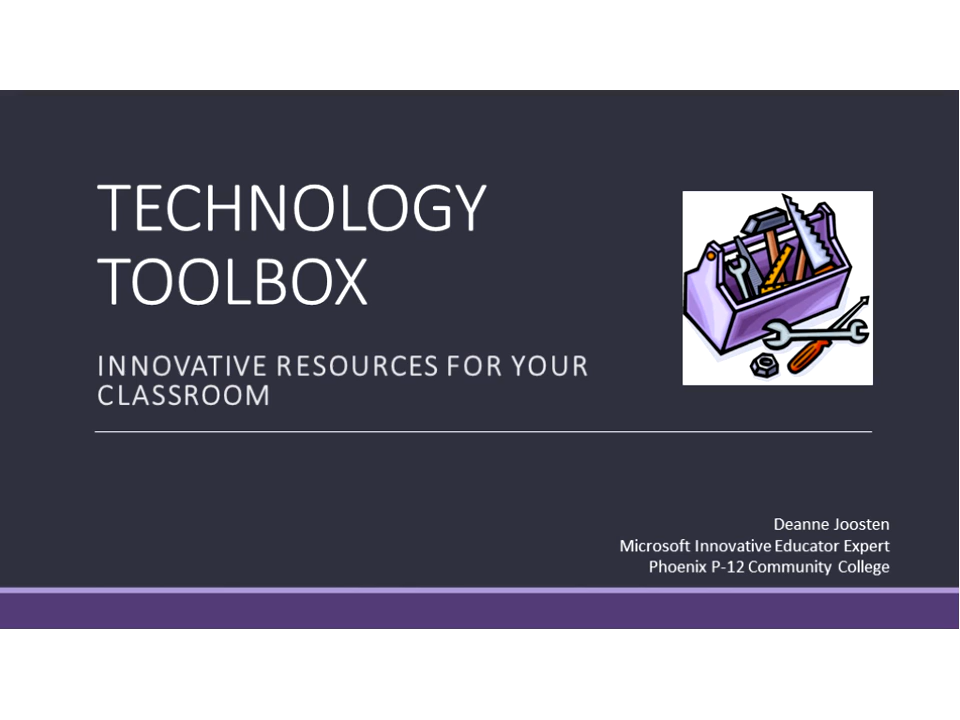 TECHNOLOGY
TOOLBOX
INNOVATIVE RESOURCES FOR YOUR
CLASSROOM
Deanne Joosten
Microsoft Innovative Educator Expert
Phoenix P-12 Community College